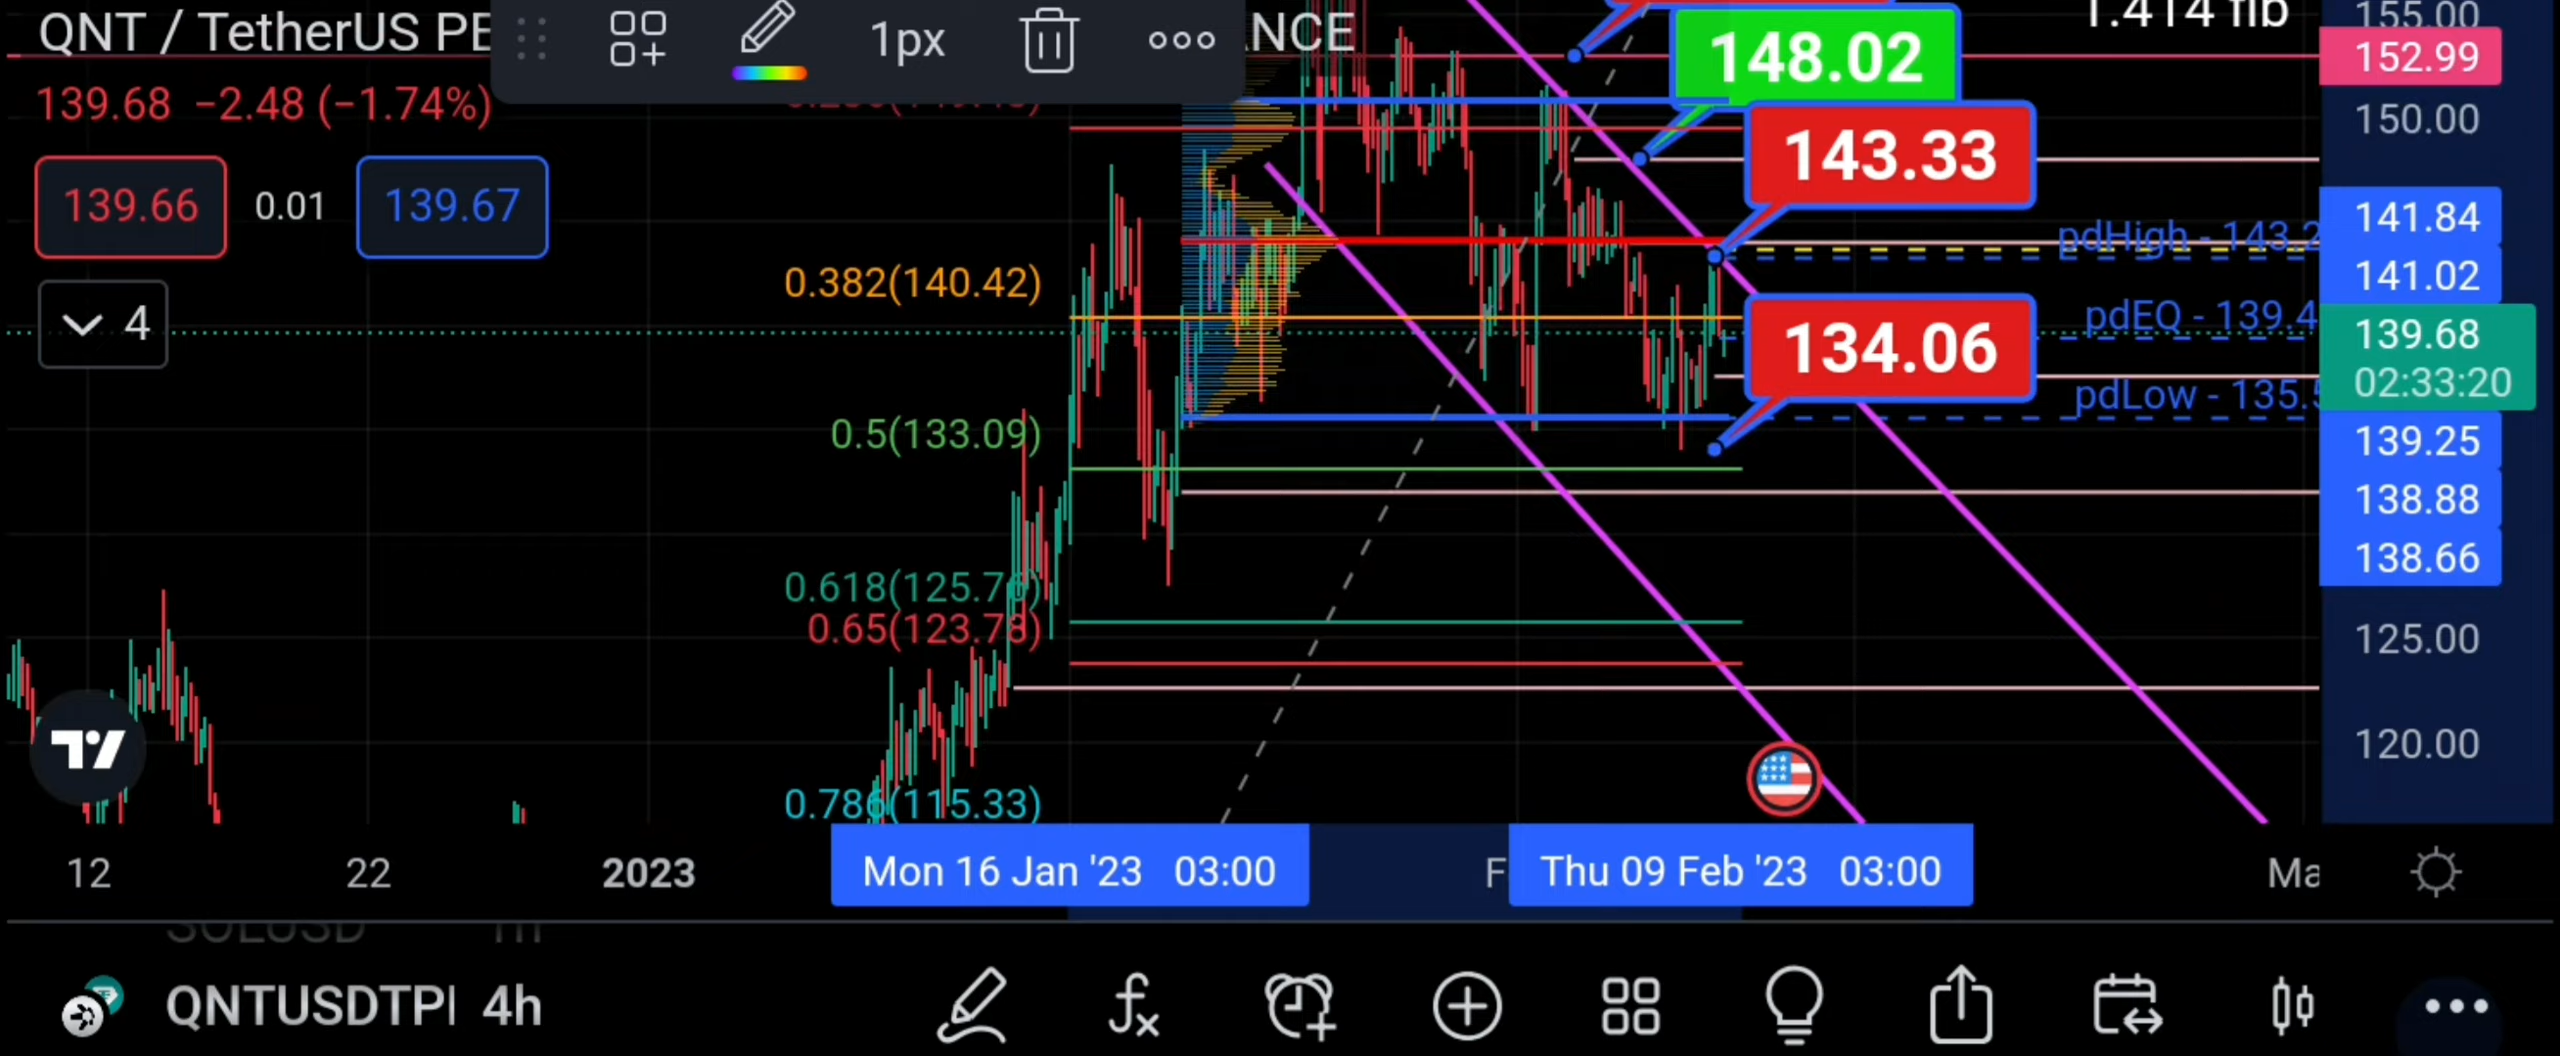 QNT / TetherUS PE
1px
NCE
1.414 fib
155.00
152.99
148.02
150.00
139.68 −2.48 (−1.74%)
143.33
139.66
0.01
139.67
141.84
pdHigh - 143.2
141.02
0.382(140.42)
4
pdEQ - 139.4
139.68
134.06
02:33:20
pdLow - 135.5
0.5(133.09)
139.25
138.88
138.66
0.618(125.76)
0.65(123.78)
125.00
120.00
0.786(115.33)
12
22
2023
Mon 16 Jan '23 03:00
F
Thu 09 Feb '23 03:00
Ma
SOLUSD
QNTUSDTP
4h